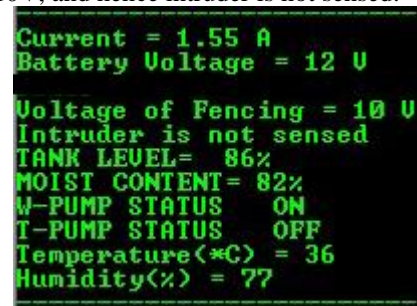 and hence intruder is not sensed.
Current = 1.55 A
Battery Voltage = 12 V
Voltage of Fencing = 10 V
Intruder is not sensed
TANK LEVEL= 86%
MOIST CONTENT= 82%
W-PUMP STATUS ON
T-PUMP STATUS OFF
Temperature(*C) = 36
Humidity(%) = 77